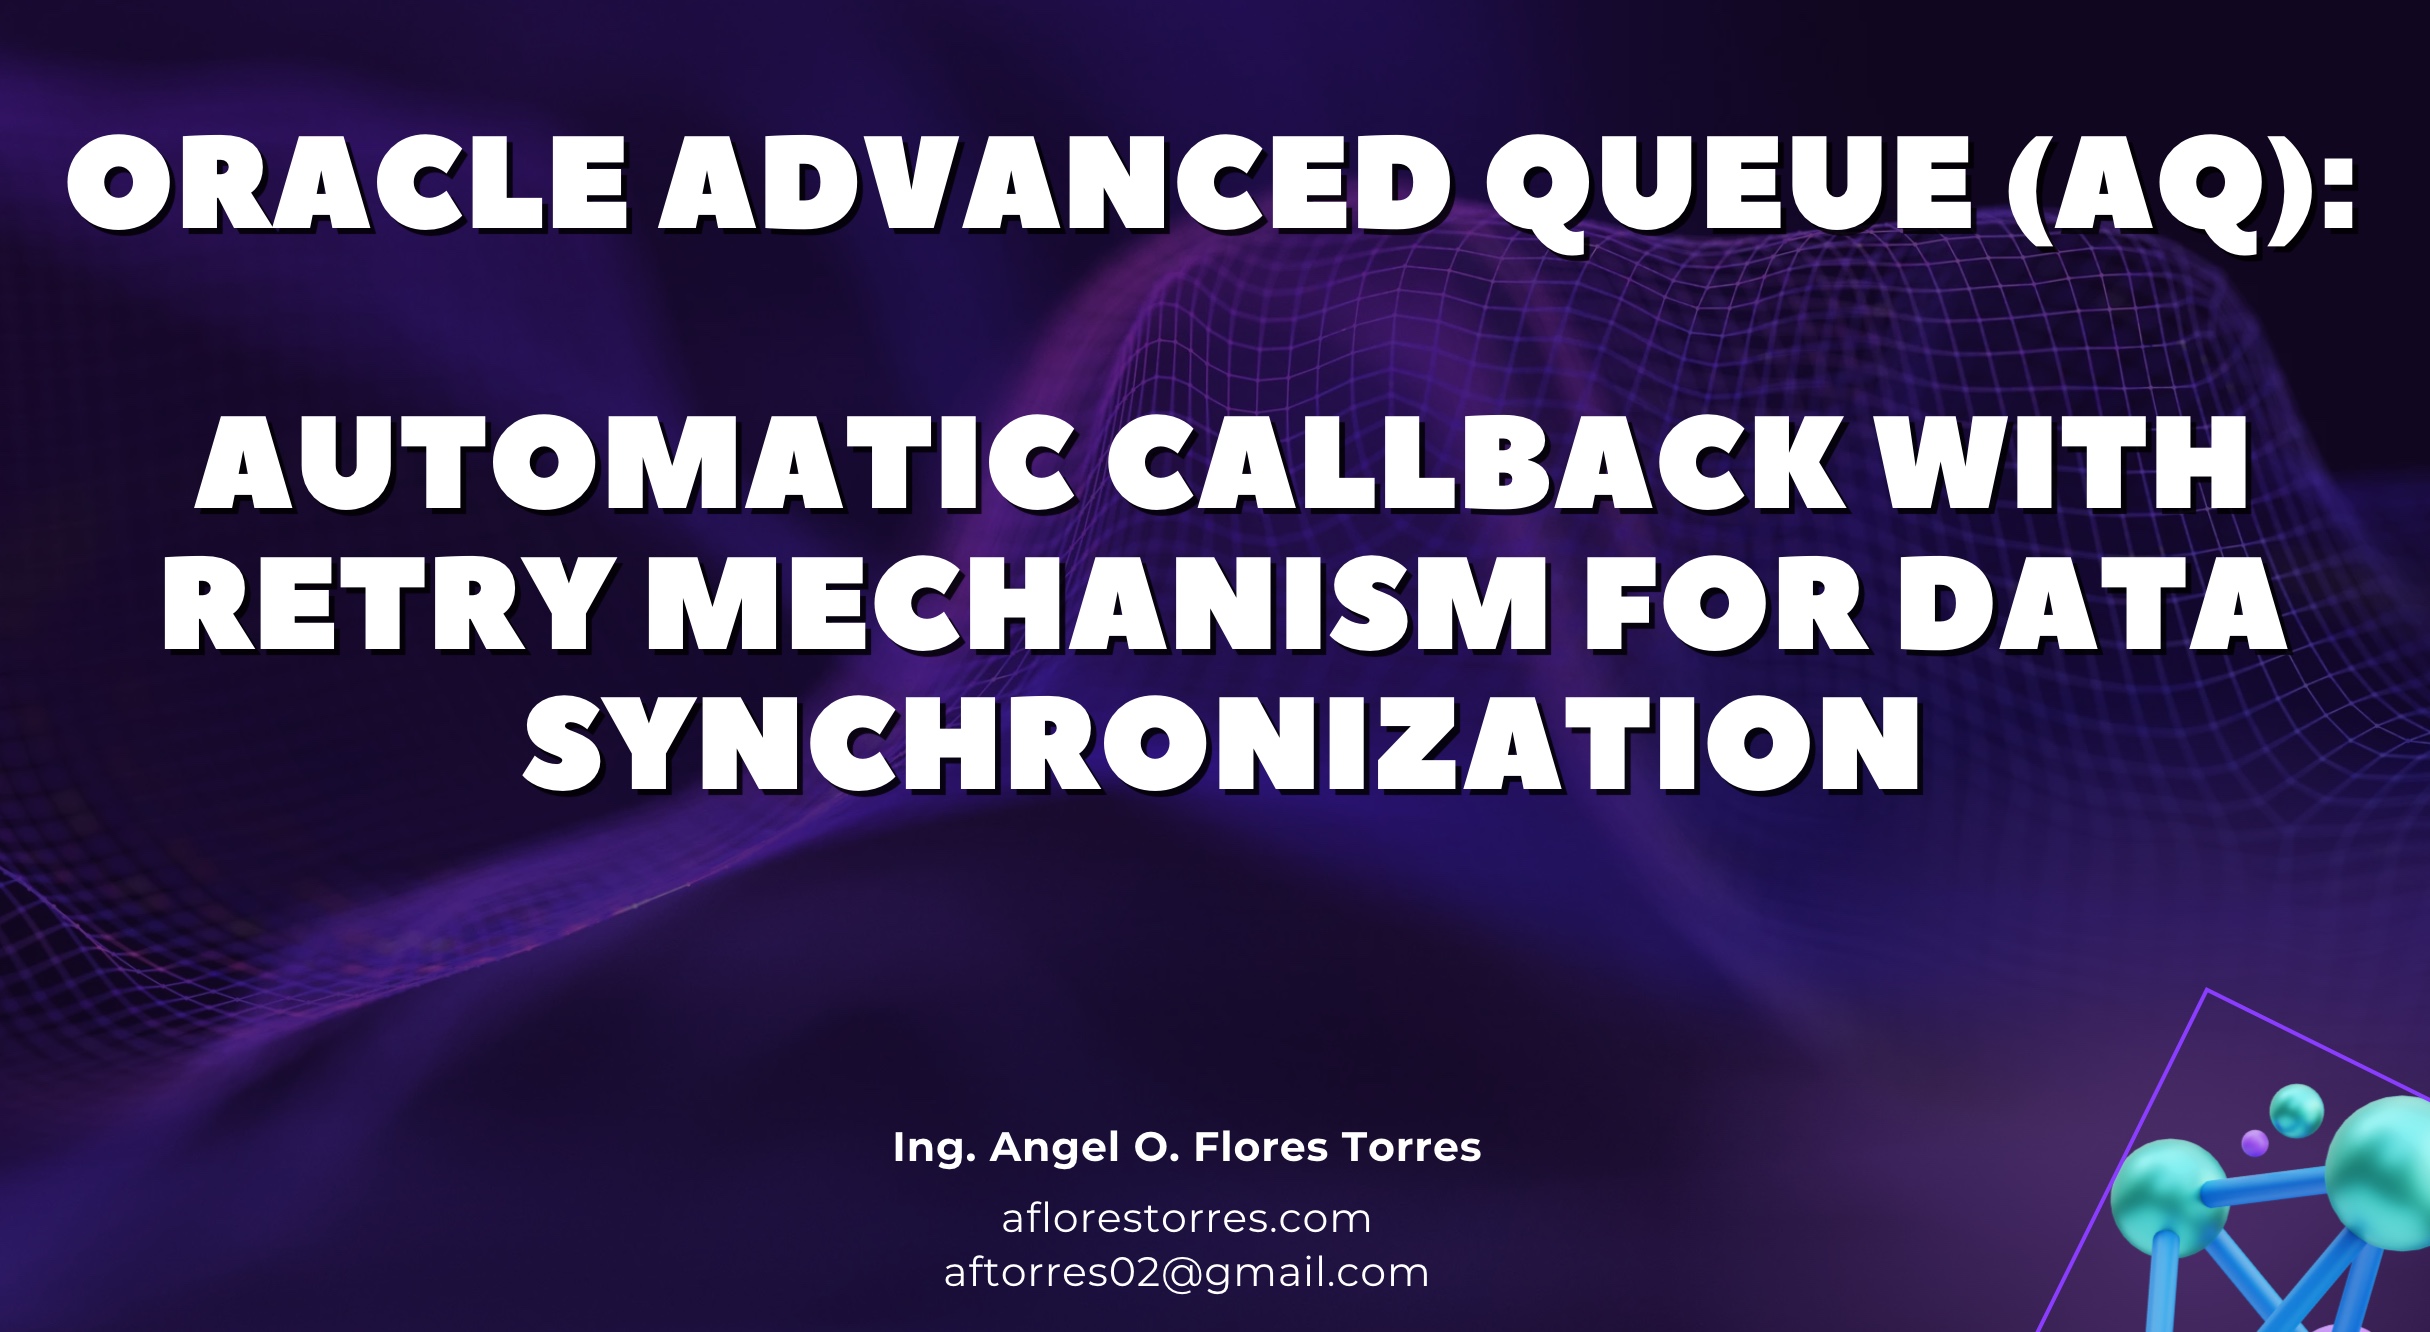 ORACLE ADVANCED QUEUE (AQ):
AUTOMATIC CALLBACK WITH
RETRY MECHANISM FOR DATA
SYNCHRONIZATION
Ing. Angel O. Flores Torres
aflorestorres.com
aftorres02@gmail.com